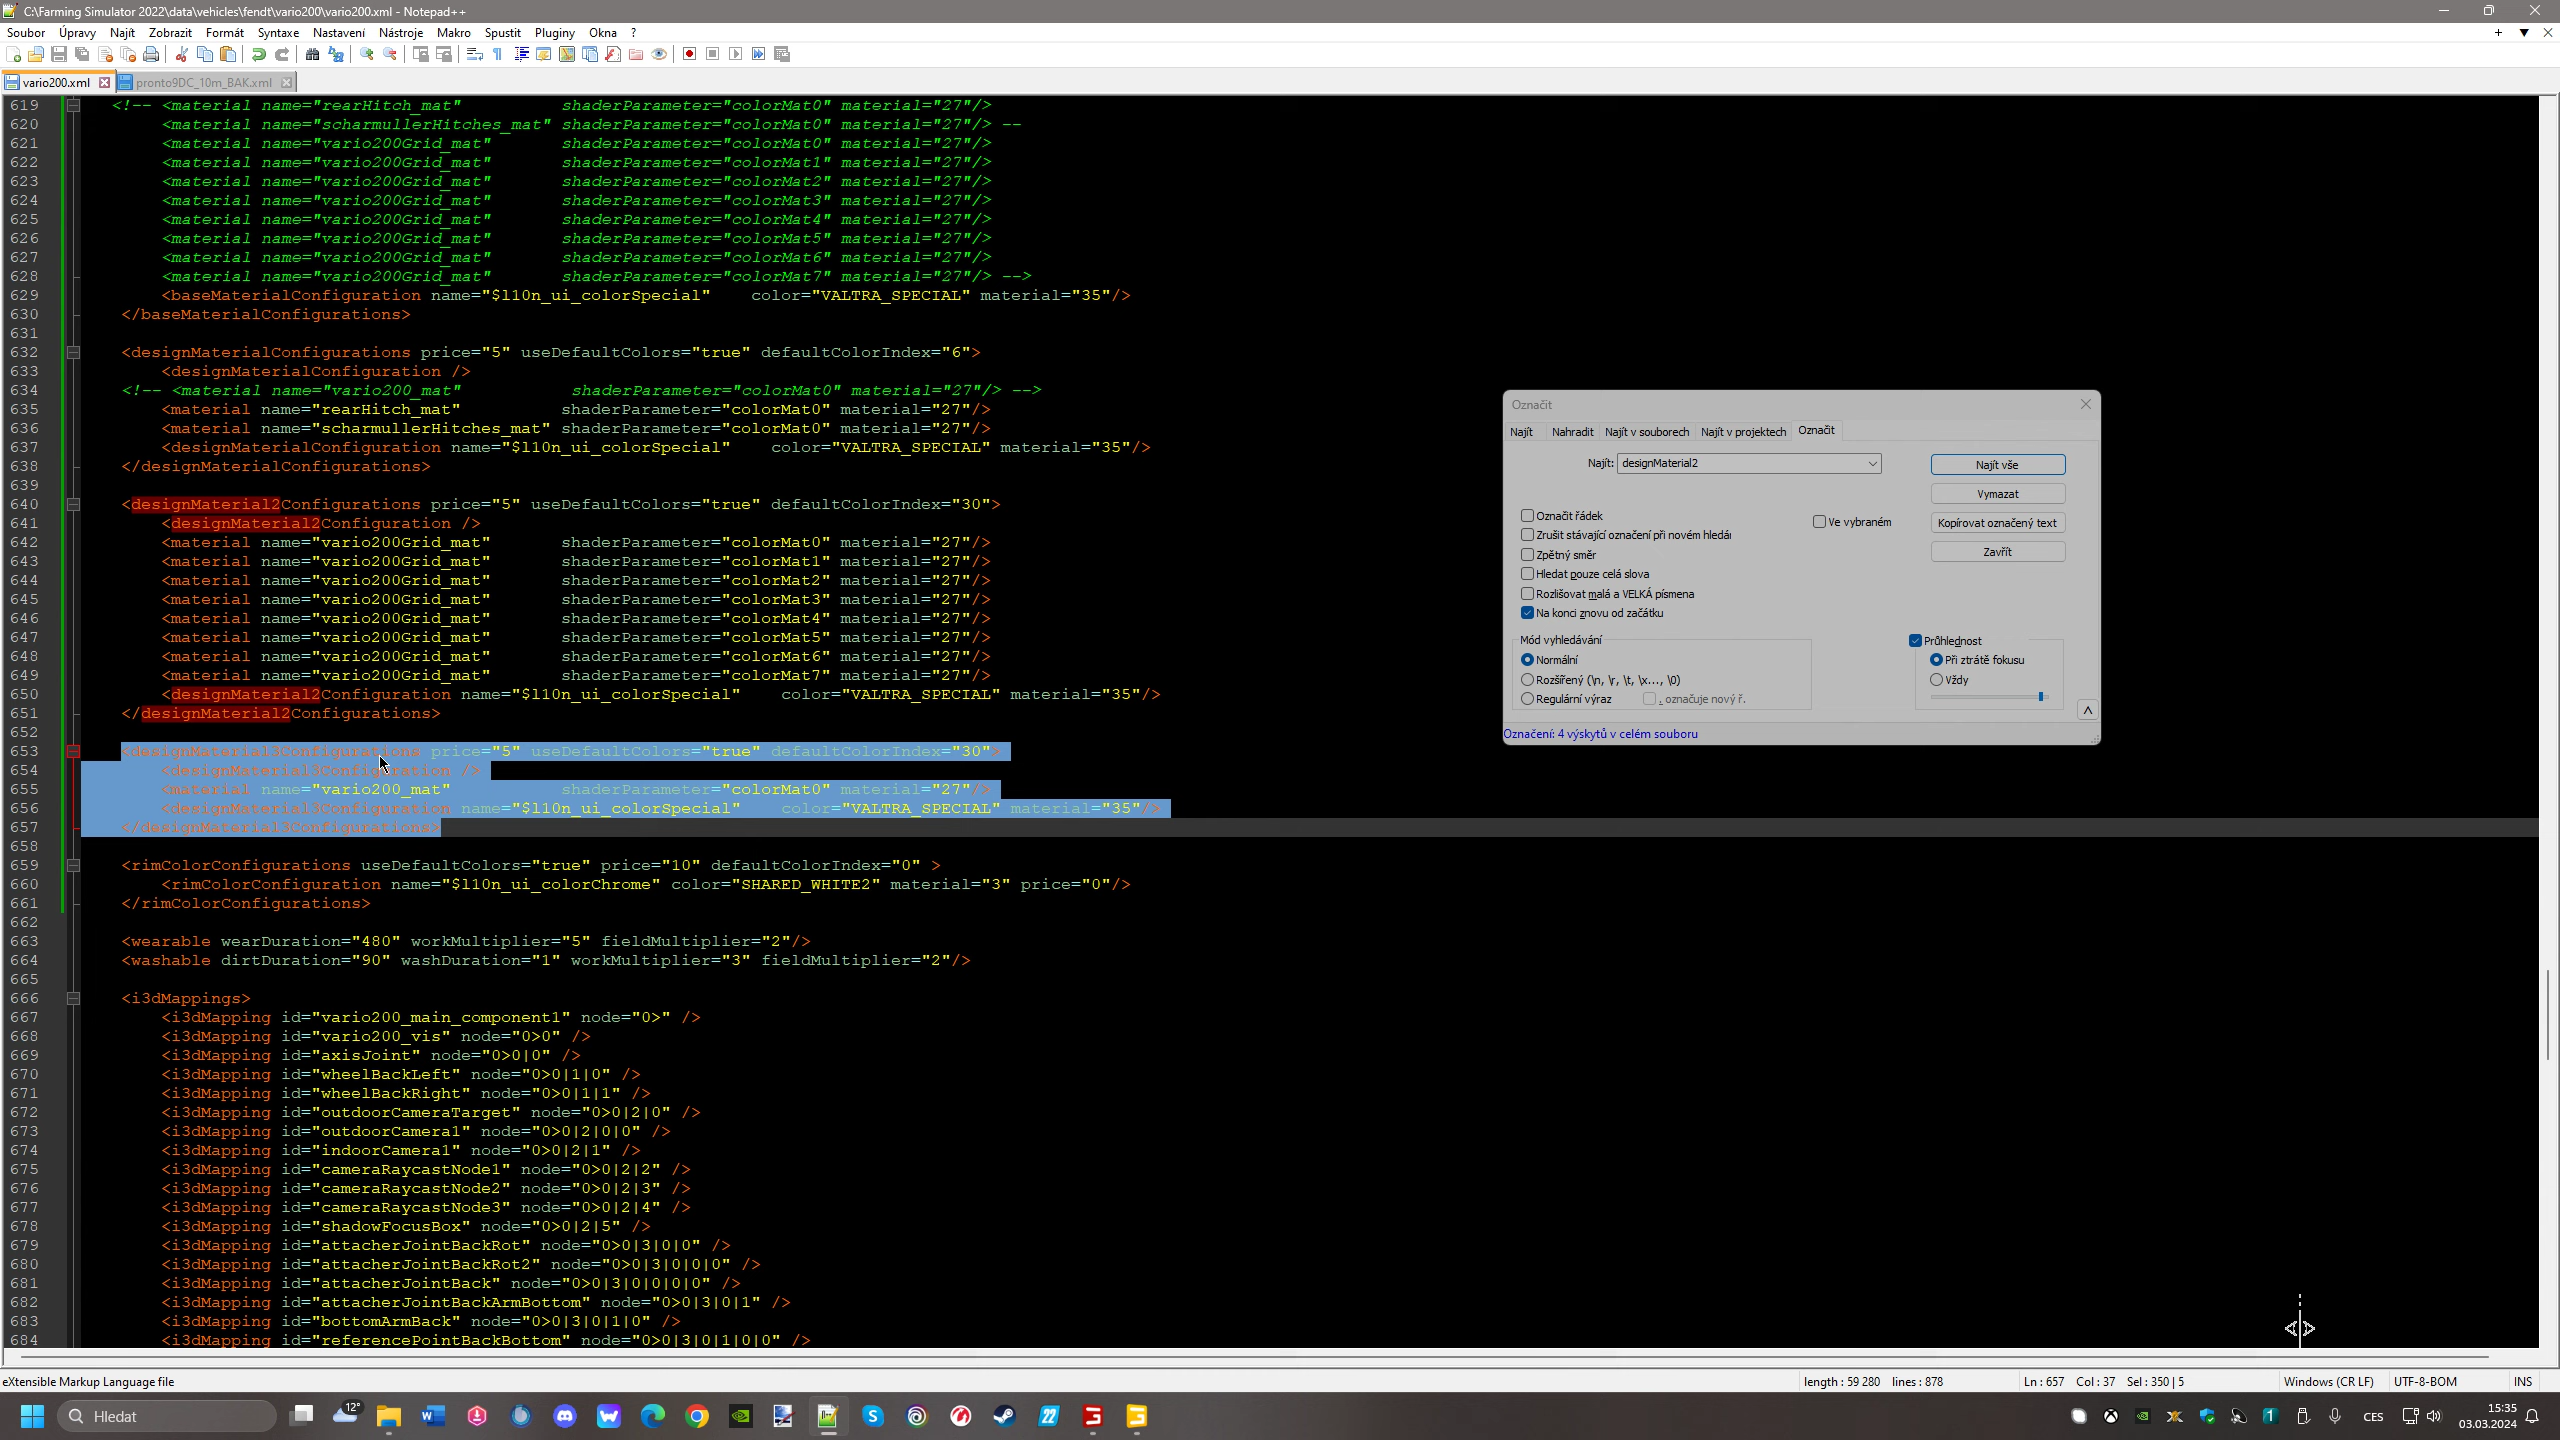 C:\Farming Simulator 2022\data\vehicles\fendt\vario200\vario200.xml - Notepad++
Soubor Úpravy Najít Zobrazit Formát Syntaxe Nastavení Nástroje Makro Spustit Pluginy Okna ?
vario200.xml pronto9DC_10m_BAK.xml
619 <!-- <material name="rearHitch_mat" shaderParameter="colorMat0" material="27"/>
620 <material name="scharmullerHitches_mat" shaderParameter="colorMat0" material="27"/> --
621 <material name="vario200Grid_mat" shaderParameter="colorMat0" material="27"/>
622 <material name="vario200Grid_mat" shaderParameter="colorMat1" material="27"/>
623 <material name="vario200Grid_mat" shaderParameter="colorMat2" material="27"/>
624 <material name="vario200Grid_mat" shaderParameter="colorMat3" material="27"/>
625 <material name="vario200Grid_mat" shaderParameter="colorMat4" material="27"/>
626 <material name="vario200Grid_mat" shaderParameter="colorMat5" material="27"/>
627 <material name="vario200Grid_mat" shaderParameter="colorMat6" material="27"/>
628 <material name="vario200Grid_mat" shaderParameter="colorMat7" material="27"/> -->
629 <baseMaterialConfiguration name="$l10n_ui_colorSpecial" color="VALTRA_SPECIAL" material="35"/>
630 </baseMaterialConfigurations>
631
632 <designMaterialConfigurations price="5" useDefaultColors="true" defaultColorIndex="6">
633 <designMaterialConfiguration />
634 <!-- <material name="vario200_mat" shaderParameter="colorMat0" material="27"/> -->
635 <material name="rearHitch_mat" shaderParameter="colorMat0" material="27"/>
636 <material name="scharmullerHitches_mat" shaderParameter="colorMat0" material="27"/>
637 <designMaterialConfiguration name="$l10n_ui_colorSpecial" color="VALTRA_SPECIAL" material="35"/>
638 </designMaterialConfigurations>
639
640 <designMaterial2Configurations price="5" useDefaultColors="true" defaultColorIndex="30">
641 <designMaterial2Configuration />
642 <material name="vario200Grid_mat" shaderParameter="colorMat0" material="27"/>
643 <material name="vario200Grid_mat" shaderParameter="colorMat1" material="27"/>
644 <material name="vario200Grid_mat" shaderParameter="colorMat2" material="27"/>
645 <material name="vario200Grid_mat" shaderParameter="colorMat3" material="27"/>
646 <material name="vario200Grid_mat" shaderParameter="colorMat4" material="27"/>
647 <material name="vario200Grid_mat" shaderParameter="colorMat5" material="27"/>
648 <material name="vario200Grid_mat" shaderParameter="colorMat6" material="27"/>
649 <material name="vario200Grid_mat" shaderParameter="colorMat7" material="27"/>
650 <designMaterial2Configuration name="$l10n_ui_colorSpecial" color="VALTRA_SPECIAL" material="35"/>
651 </designMaterial2Configurations>
652
653 <designMaterial3Configurations price="5" useDefaultColors="true" defaultColorIndex="30">
654 <designMaterial3Configuration />
655 <material name="vario200_mat" shaderParameter="colorMat0" material="27"/>
656 <designMaterial3Configuration name="$l10n_ui_colorSpecial" color="VALTRA_SPECIAL" material="35"/>
657 </designMaterial3Configurations>
658
659 <rimColorConfigurations useDefaultColors="true" price="10" defaultColorIndex="0" >
660 <rimColorConfiguration name="$l10n_ui_colorChrome" color="SHARED_WHITE2" material="3" price="0"/>
661 </rimColorConfigurations>
662
663 <wearable wearDuration="480" workMultiplier="5" fieldMultiplier="2"/>
664 <washable dirtDuration="90" washDuration="1" workMultiplier="3" fieldMultiplier="2"/>
665
666 <i3dMappings>
667 <i3dMapping id="vario200_main_component1" node="0>" />
668 <i3dMapping id="vario200_vis" node="0>0" />
669 <i3dMapping id="axisJoint" node="0>0|0" />
670 <i3dMapping id="wheelBackLeft" node="0>0|1|0" />
671 <i3dMapping id="wheelBackRight" node="0>0|1|1" />
672 <i3dMapping id="outdoorCameraTarget" node="0>0|2|0" />
673 <i3dMapping id="outdoorCamera1" node="0>0|2|0|0" />
674 <i3dMapping id="indoorCamera1" node="0>0|2|1" />
675 <i3dMapping id="cameraRaycastNode1" node="0>0|2|2" />
676 <i3dMapping id="cameraRaycastNode2" node="0>0|2|3" />
677 <i3dMapping id="cameraRaycastNode3" node="0>0|2|4" />
678 <i3dMapping id="shadowFocusBox" node="0>0|2|5" />
679 <i3dMapping id="attacherJointBackRot" node="0>0|3|0|0" />
680 <i3dMapping id="attacherJointBackRot2" node="0>0|3|0|0|0" />
681 <i3dMapping id="attacherJointBack" node="0>0|3|0|0|0|0" />
682 <i3dMapping id="attacherJointBackArmBottom" node="0>0|3|0|1" />
683 <i3dMapping id="bottomArmBack" node="0>0|3|0|1|0" />
684 <i3dMapping id="referencePointBackBottom" node="0>0|3|0|1|0|0" />
Označit
Najít Nahradit Najít v souborech Najít v projektech Označit
Najít: designMaterial2 Najít vše
Vymazat
Označit řádek Ve vybraném Kopírovat označený text
Zrušit stávající označení při novém hledár
Zpětný směr Zavřít
Hledat pouze celá slova
Rozlišovat malá a VELKÁ písmena
Na konci znovu od začátku
Mód vyhledávání Průhlednost
Normální Při ztrátě fokusu
Rozšířený (\n, \r, \t, \x..., \0) Vždy
Regulární výraz . označuje nový ř.
Označení: 4 výskytů v celém souboru
eXtensible Markup Language file length : 59 280 lines : 878 Ln : 657 Col : 37 Sel : 350 | 5 Windows (CR LF) UTF-8-BOM INS
Hledat 12° 22 CES 15:35
03.03.2024